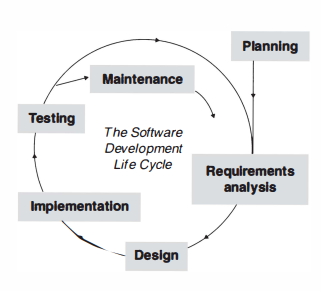 Planning
Maintenance
Testing
The Software
Development
Life Cycle
Requirements
analysis
Implementation
Design